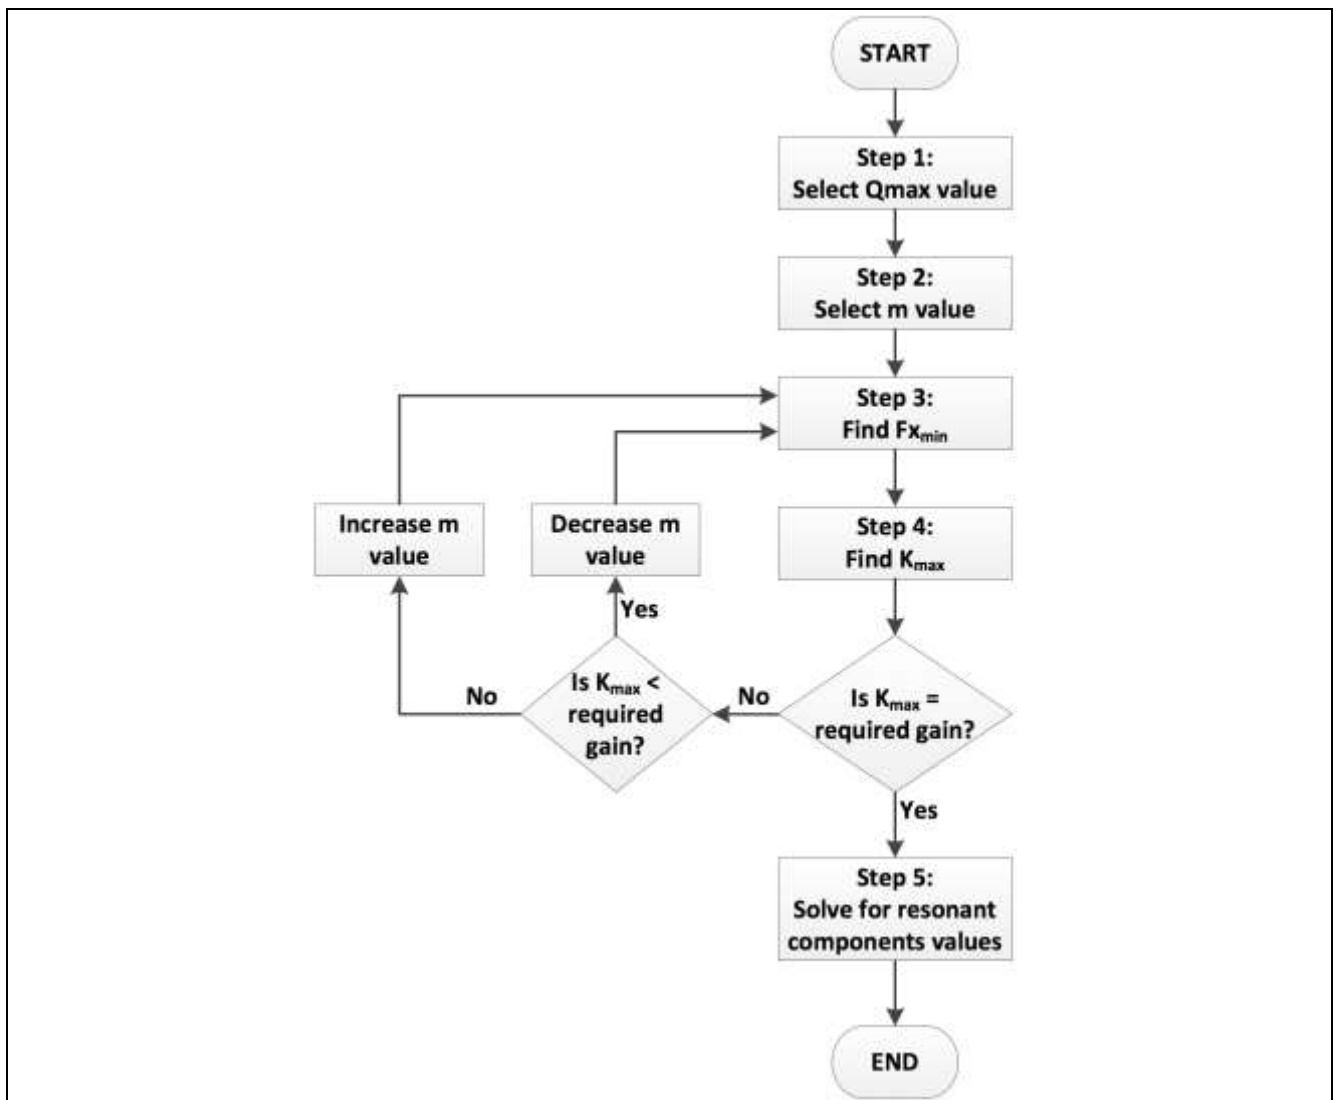 START
Step 1:
Select Qmax value
Step 2:
Select m value
Step 3:
Find Fxmin
Increase m
value
Decrease m
value
Step 4:
Find Kmax
Yes
Is Kmax <
required
gain?
No
No
Is Kmax =
required gain?
Yes
Step 5:
Solve for resonant
components values
END